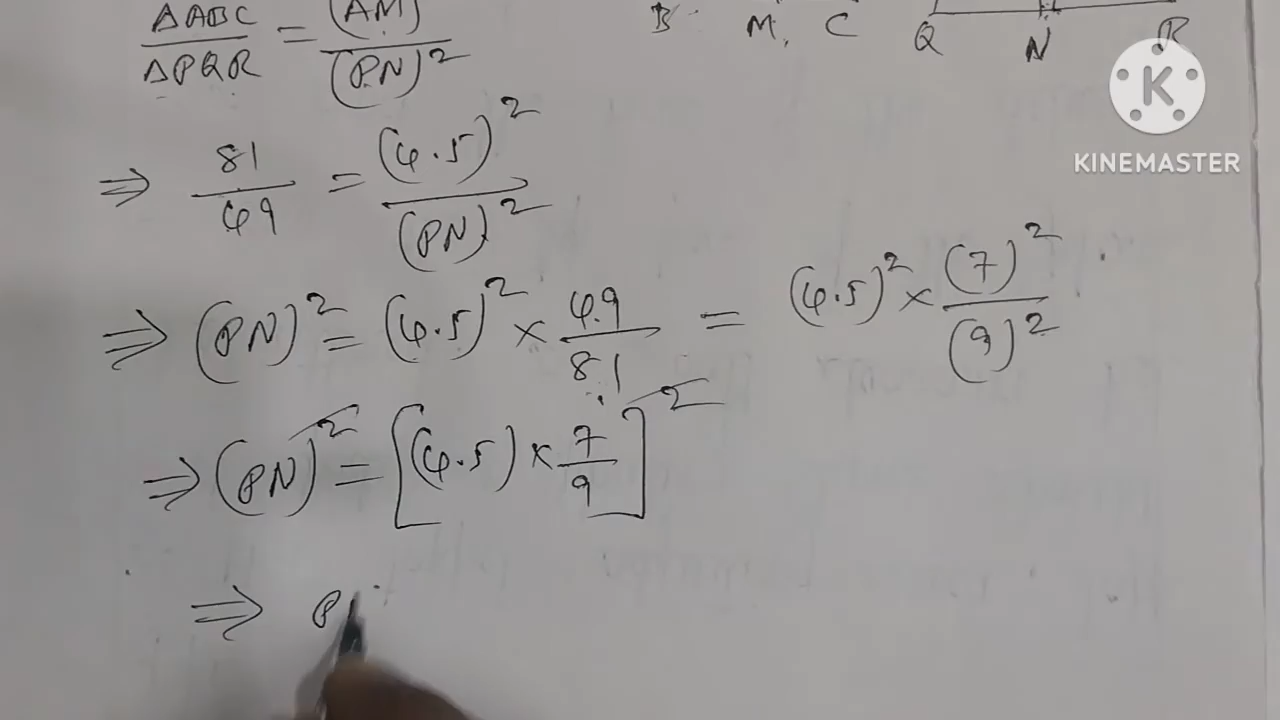 ΔABC/ΔPQR = (AM)/(PN)²
B M, C Q N R
KINEMASTER
⇒ 81/49 = (4.5)²/(PN)²
⇒ (PN)² = (4.5)² × 49/81 = (4.5)² × (7)²/(9)²
⇒ (PN)² = [(4.5) × 7/9]²
⇒ P